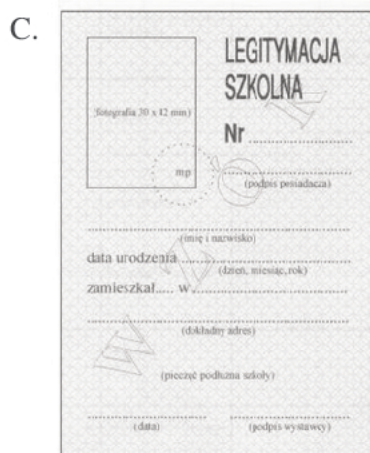 C.
LEGITYMACJA
SZKOLNA
Nr
(fotografia 30 x 12 mm)
mp
(podpis posiadacza)
(imię i nazwisko)
data urodzenia
(dzień, miesiąc, rok)
zamieszkał..... w
(dokładny adres)
(pieczęć podłużna szkoły)
(data) (podpis wystawcy)